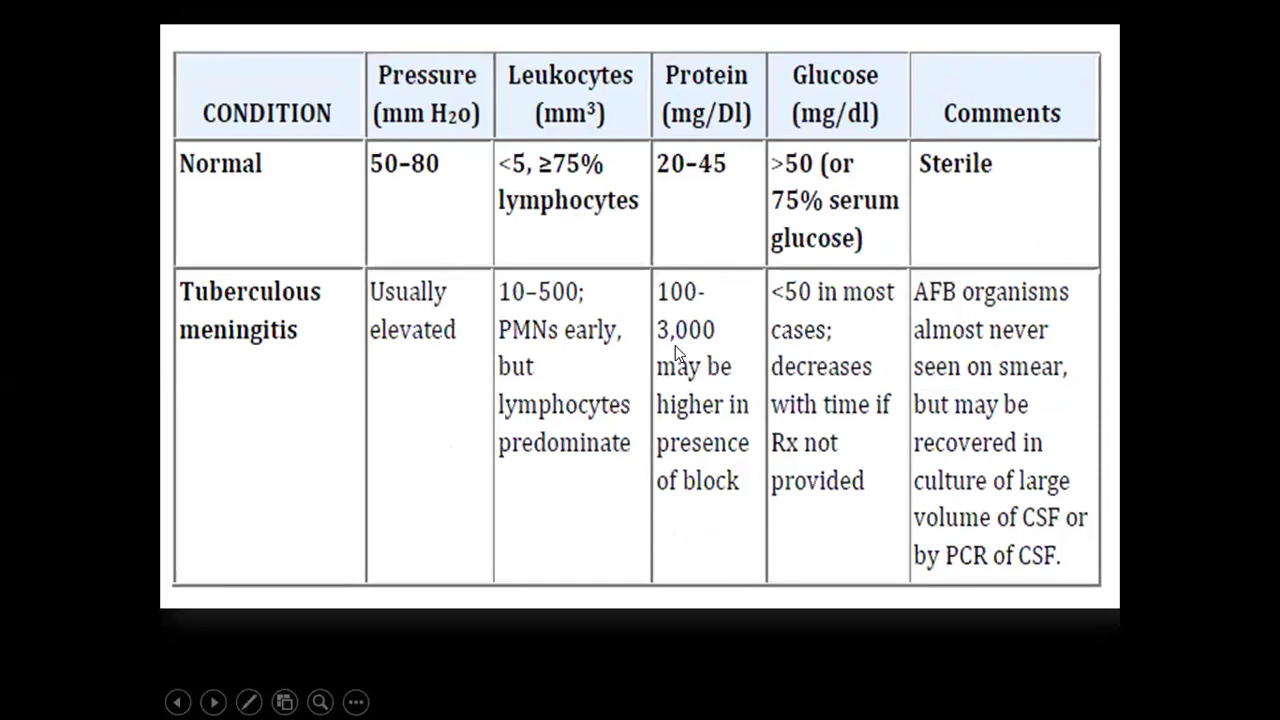 CONDITION
Pressure
(mm H₂o)
Leukocytes
(mm³)
Protein
(mg/Dl)
Glucose
(mg/dl)
Comments
Normal
50–80
<5, ≥75%
lymphocytes
20–45
>50 (or
75% serum
glucose)
Sterile
Tuberculous
meningitis
Usually
elevated
10–500;
PMNs early,
but
lymphocytes
predominate
100-
3,000
may be
higher in
presence
of block
<50 in most
cases;
decreases
with time if
Rx not
provided
AFB organisms
almost never
seen on smear,
but may be
recovered in
culture of large
volume of CSF or
by PCR of CSF.